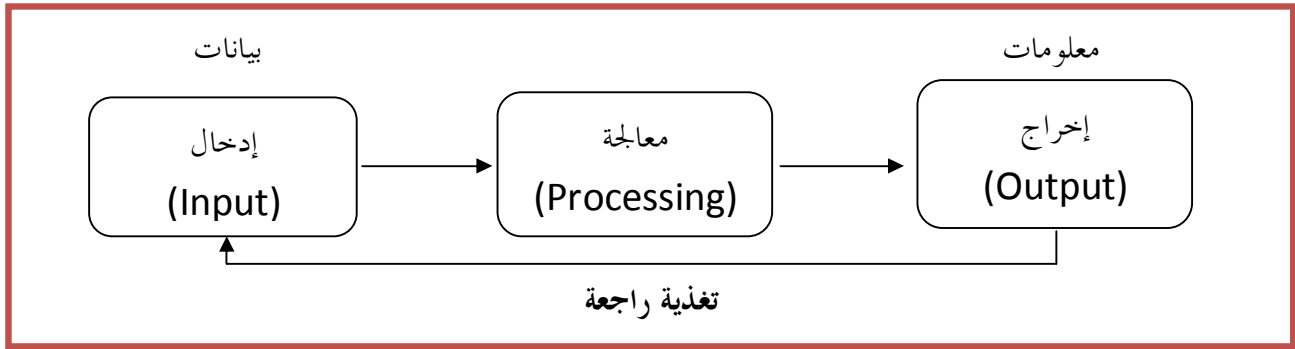 بيانات
معلومات
إدخال
(Input)
معالجة
(Processing)
إخراج
(Output)
تغذية راجعة